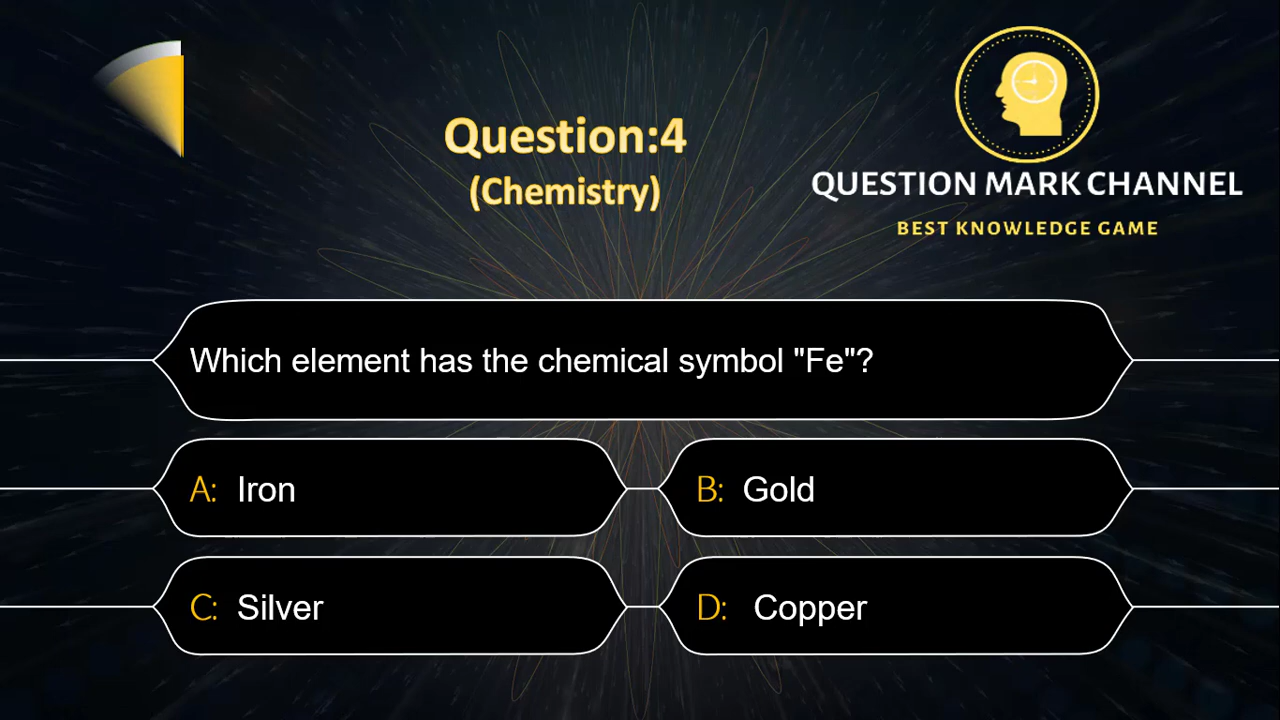 Question:4
(Chemistry)
QUESTION MARK CHANNEL
BEST KNOWLEDGE GAME
Which element has the chemical symbol "Fe"?
A: Iron
B: Gold
C: Silver
D: Copper